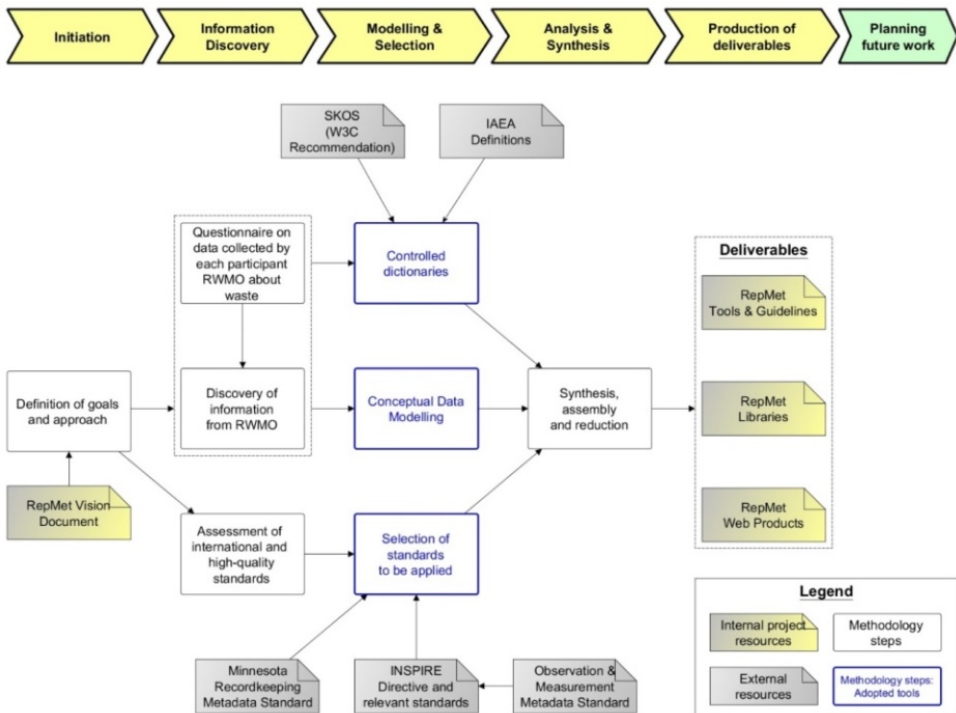 Initiation
Information
Discovery
Modelling &
Selection
Analysis &
Synthesis
Production of
deliverables
Planning
future work
SKOS
(W3C
Recommendation)
IAEA
Definitions
Questionnaire on
data collected by
each participant
RWMO about
waste
Controlled
dictionaries
Deliverables
RepMet
Tools & Guidelines
Definition of goals
and approach
Discovery of
information
from RWMO
Conceptual Data
Modelling
Synthesis,
assembly
and reduction
RepMet
Libraries
RepMet Vision
Document
Assessment of
international and
high-quality
standards
Selection of
standards
to be applied
RepMet
Web Products
Legend
Internal project
resources
Methodology
steps
External
resources
Methodology steps:
Adopted tools
Minnesota
Recordkeeping
Metadata Standard
INSPIRE
Directive and
relevant standards
Observation &
Measurement
Metadata Standard